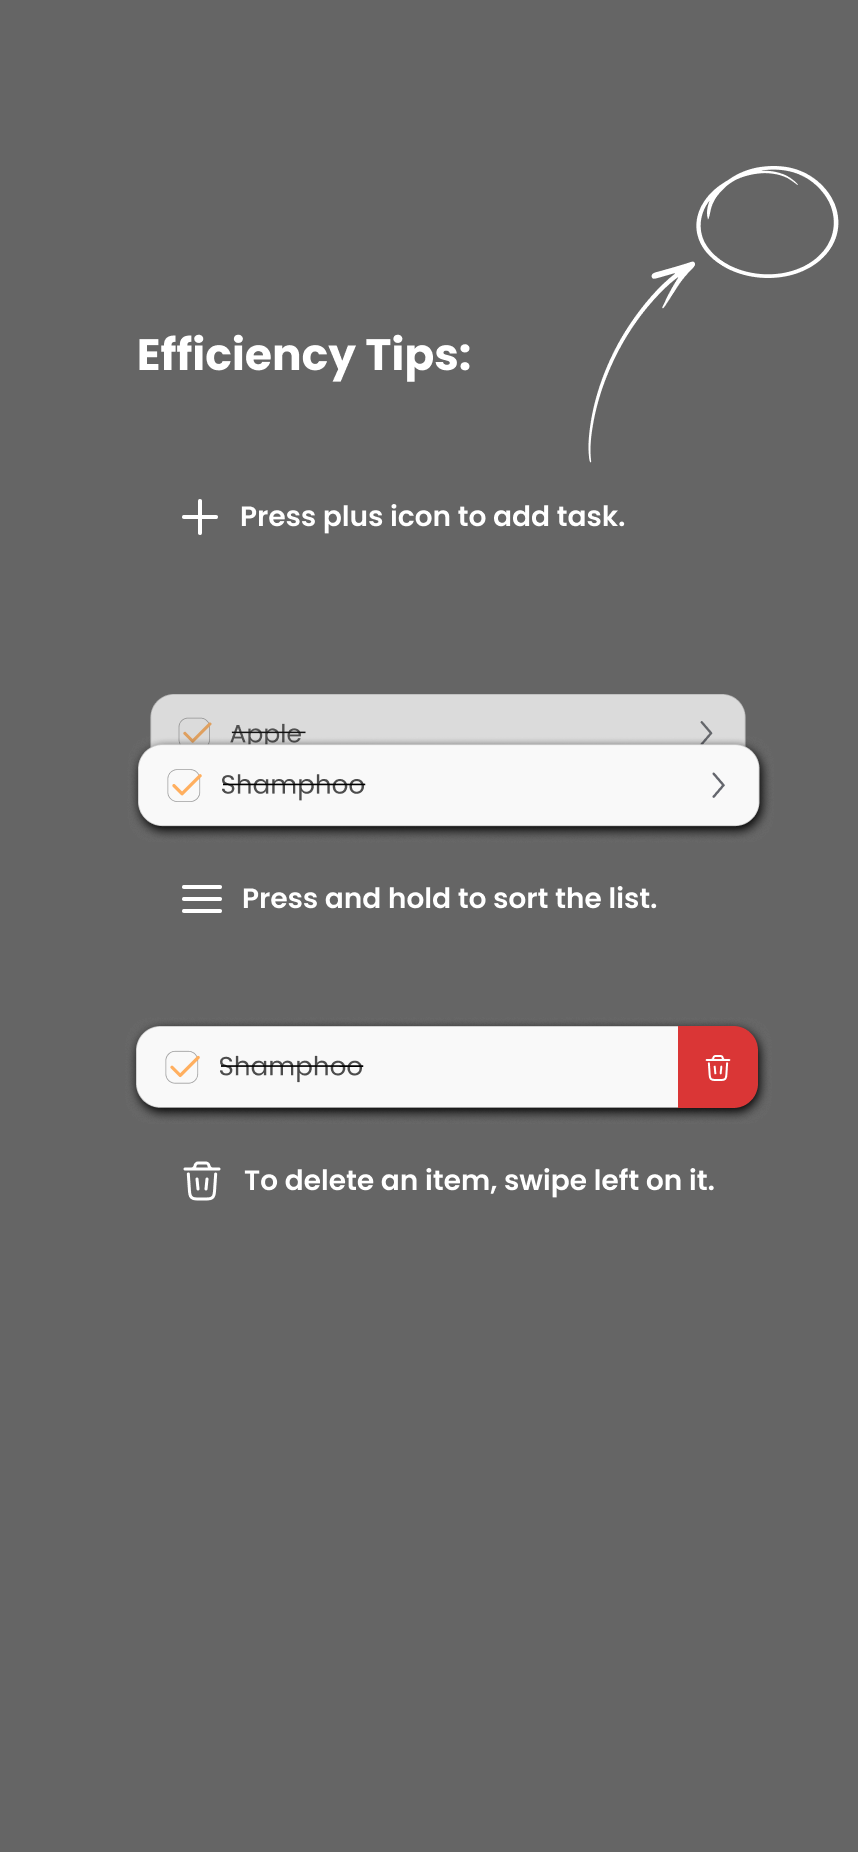 Efficiency Tips:
Press plus icon to add task.
Apple
Shamphoo
Press and hold to sort the list.
Shamphoo
To delete an item, swipe left on it.